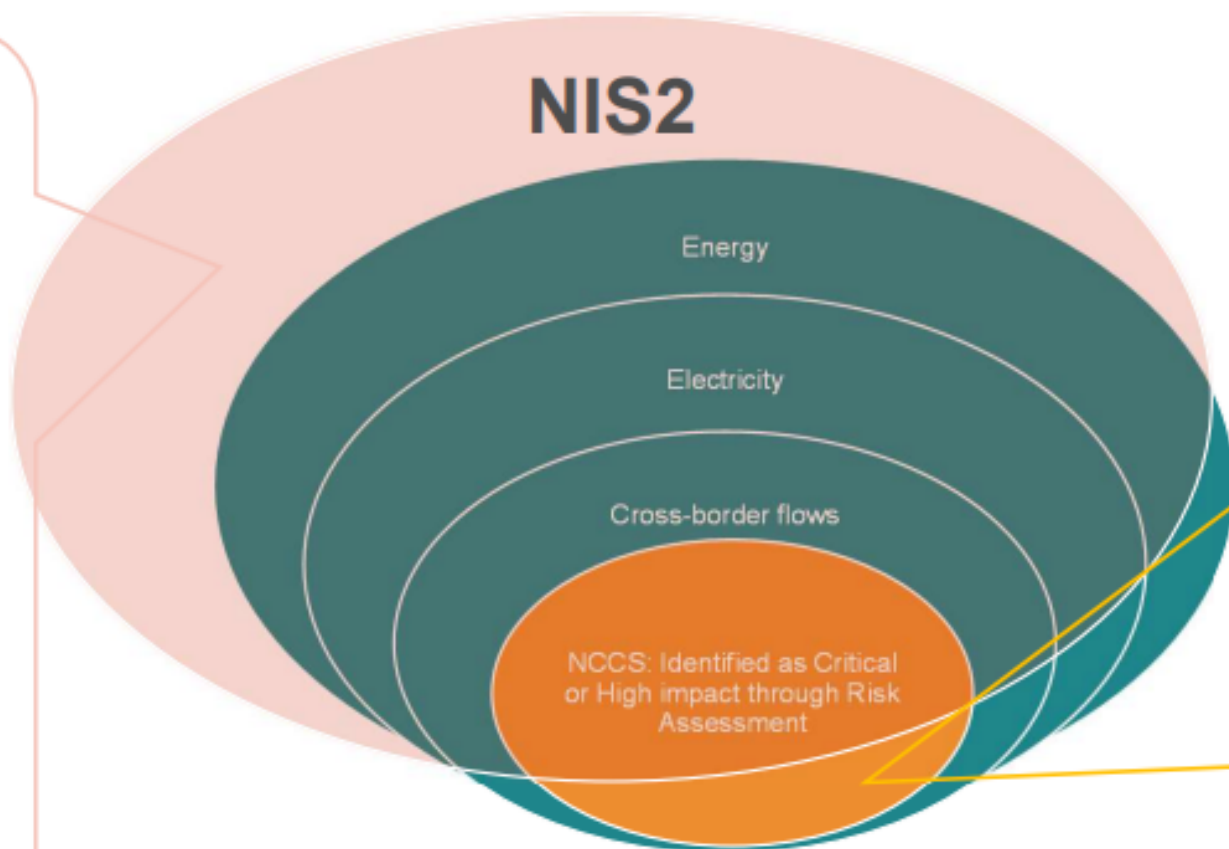 NIS2
Energy
Electricity
Cross-border flows
NCCS: Identified as Critical
or High impact through Risk
Assessment